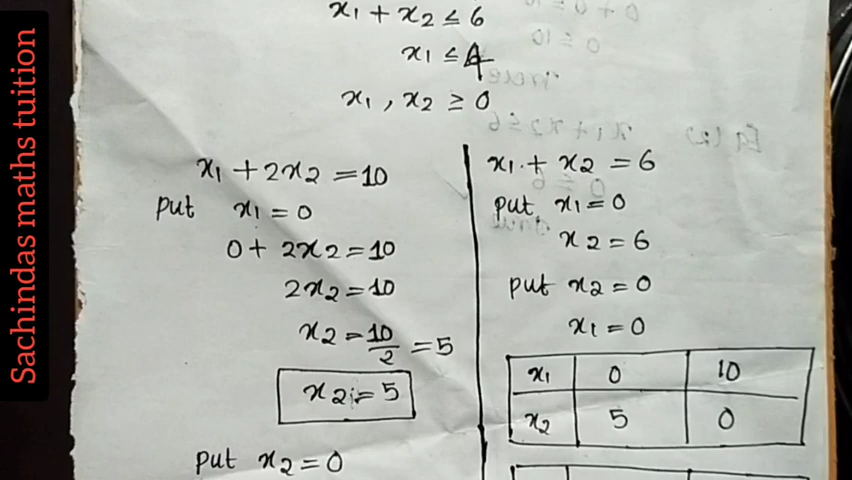 Sachindas maths tuition
x₁ + x₂ ≤ 6
x₁ ≤ 4
x₁ , x₂ ≥ 0
x₁ + 2x₂ = 10
put x₁ = 0
0 + 2x₂ = 10
2x₂ = 10
x₂ = 10/2 = 5
x₂ = 5
put x₂ = 0
x₁ + x₂ = 6
put x₁ = 0
x₂ = 6
put x₂ = 0
x₁ = 0
x₁ 0 10
x₂ 5 0